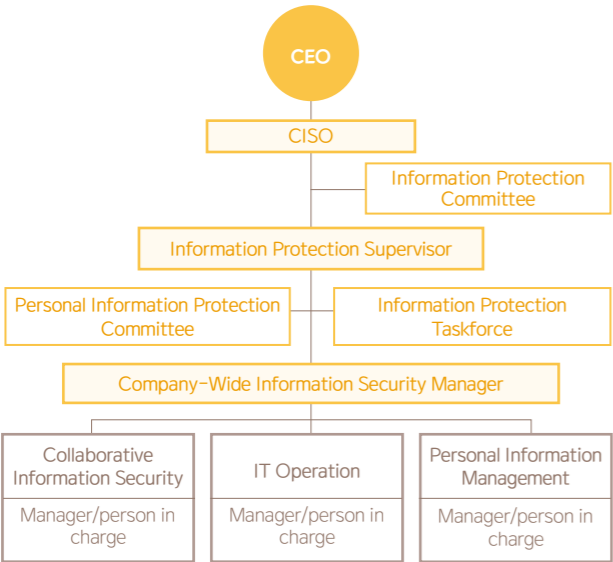 CEO
CISO
Information Protection
Committee
Information Protection Supervisor
Personal Information Protection
Committee
Information Protection
Taskforce
Company-Wide Information Security Manager
Collaborative
Information Security
Manager/person in
charge
IT Operation
Manager/person in
charge
Personal Information
Management
Manager/person in
charge